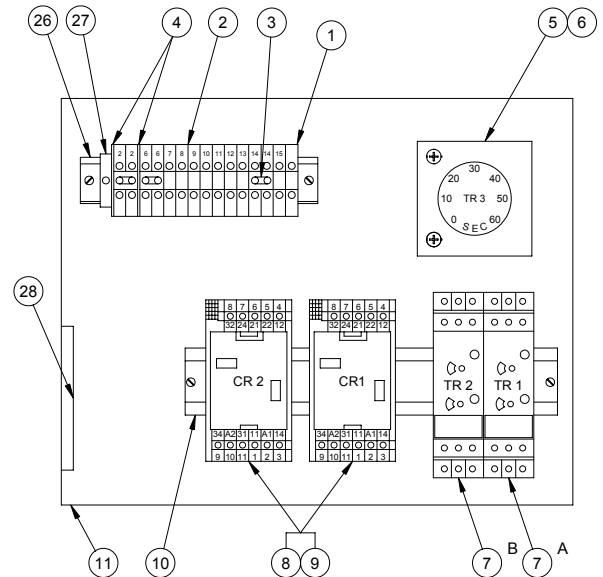 26 27 4 2 3 1 5 6
2 2 6 6 7 8 9 10 11 12 13 14 14 15
30
20 40
10 TR 3 50
0 SEC 60
28
8 7 6 5 4
32 24 21 22 12
CR 2
34 A2 31 11 A1 14
9 10 11 1 2 3
8 7 6 5 4
32 24 21 22 12
CR1
34 A2 31 11 A1 14
9 10 11 1 2 3
TR 2 TR 1
11 10 8 9 7 B 7 A